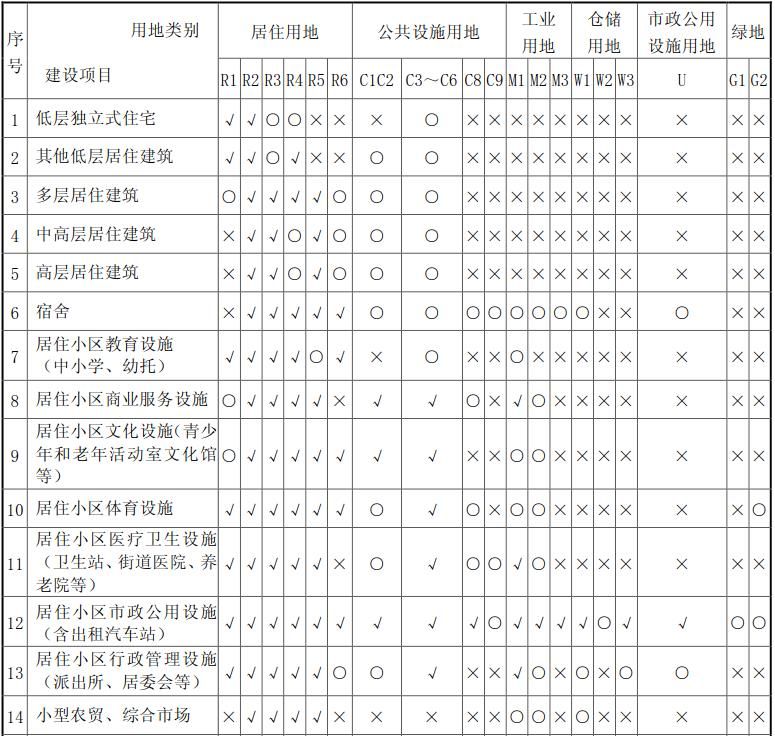 序号 用地类别 建设项目 居住用地 公共设施用地 工业用地 仓储用地 市政公用设施用地 绿地
R1 R2 R3 R4 R5 R6 C1C2 C3～C6 C8 C9 M1 M2 M3 W1 W2 W3 U G1 G2
1 低层独立式住宅 √ √ ○ ○ × × × ○ × × × × × × × × × × ×
2 其他低层居住建筑 √ √ ○ √ × × ○ ○ × × × × × × × × × × ×
3 多层居住建筑 ○ √ √ √ √ ○ ○ ○ × × × × × × × × × × ×
4 中高层居住建筑 × √ √ ○ √ ○ ○ ○ × × × × × × × × × × ×
5 高层居住建筑 × √ √ ○ √ ○ ○ ○ × × × × × × × × × × ×
6 宿舍 × √ √ √ √ √ ○ ○ ○ ○ ○ ○ ○ ○ × × ○ × ×
7 居住小区教育设施
（中小学、幼托） √ √ √ √ ○ √ × ○ × × ○ × × × × × × × ×
8 居住小区商业服务设施 ○ √ √ √ √ × √ √ ○ × √ ○ × × × × × × ×
9 居住小区文化设施（青少
年和老年活动室文化馆
等） ○ √ √ √ √ √ √ √ × × ○ ○ × × × × × × ×
10 居住小区体育设施 √ √ √ √ √ √ ○ √ ○ × ○ ○ × × × × × × ○
11 居住小区医疗卫生设施
（卫生站、街道医院、养
老院等） √ √ √ √ √ × ○ √ ○ ○ √ ○ × × × × × × ×
12 居住小区市政公用设施
（含出租汽车站） √ √ √ √ √ √ √ √ √ ○ √ √ √ √ ○ √ √ ○ ○
13 居住小区行政管理设施
（派出所、居委会等） √ √ √ √ √ ○ ○ √ × × √ ○ × ○ × ○ ○ × ×
14 小型农贸、综合市场 × √ √ √ √ × × × × × ○ ○ × ○ × × × × ×